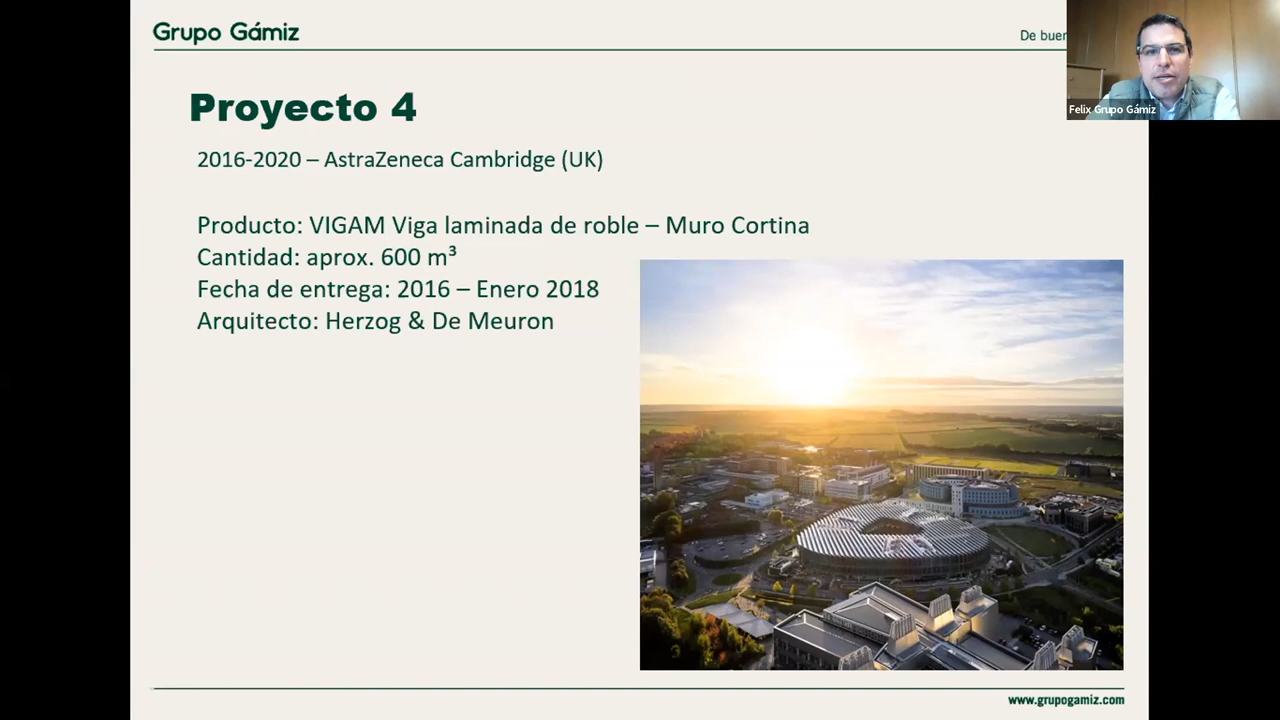 Grupo Gámiz
De buen
Felix Grupo Gámiz
Proyecto 4
2016-2020 – AstraZeneca Cambridge (UK)
Producto: VIGAM Viga laminada de roble – Muro Cortina
Cantidad: aprox. 600 m³
Fecha de entrega: 2016 – Enero 2018
Arquitecto: Herzog & De Meuron
www.grupogamiz.com